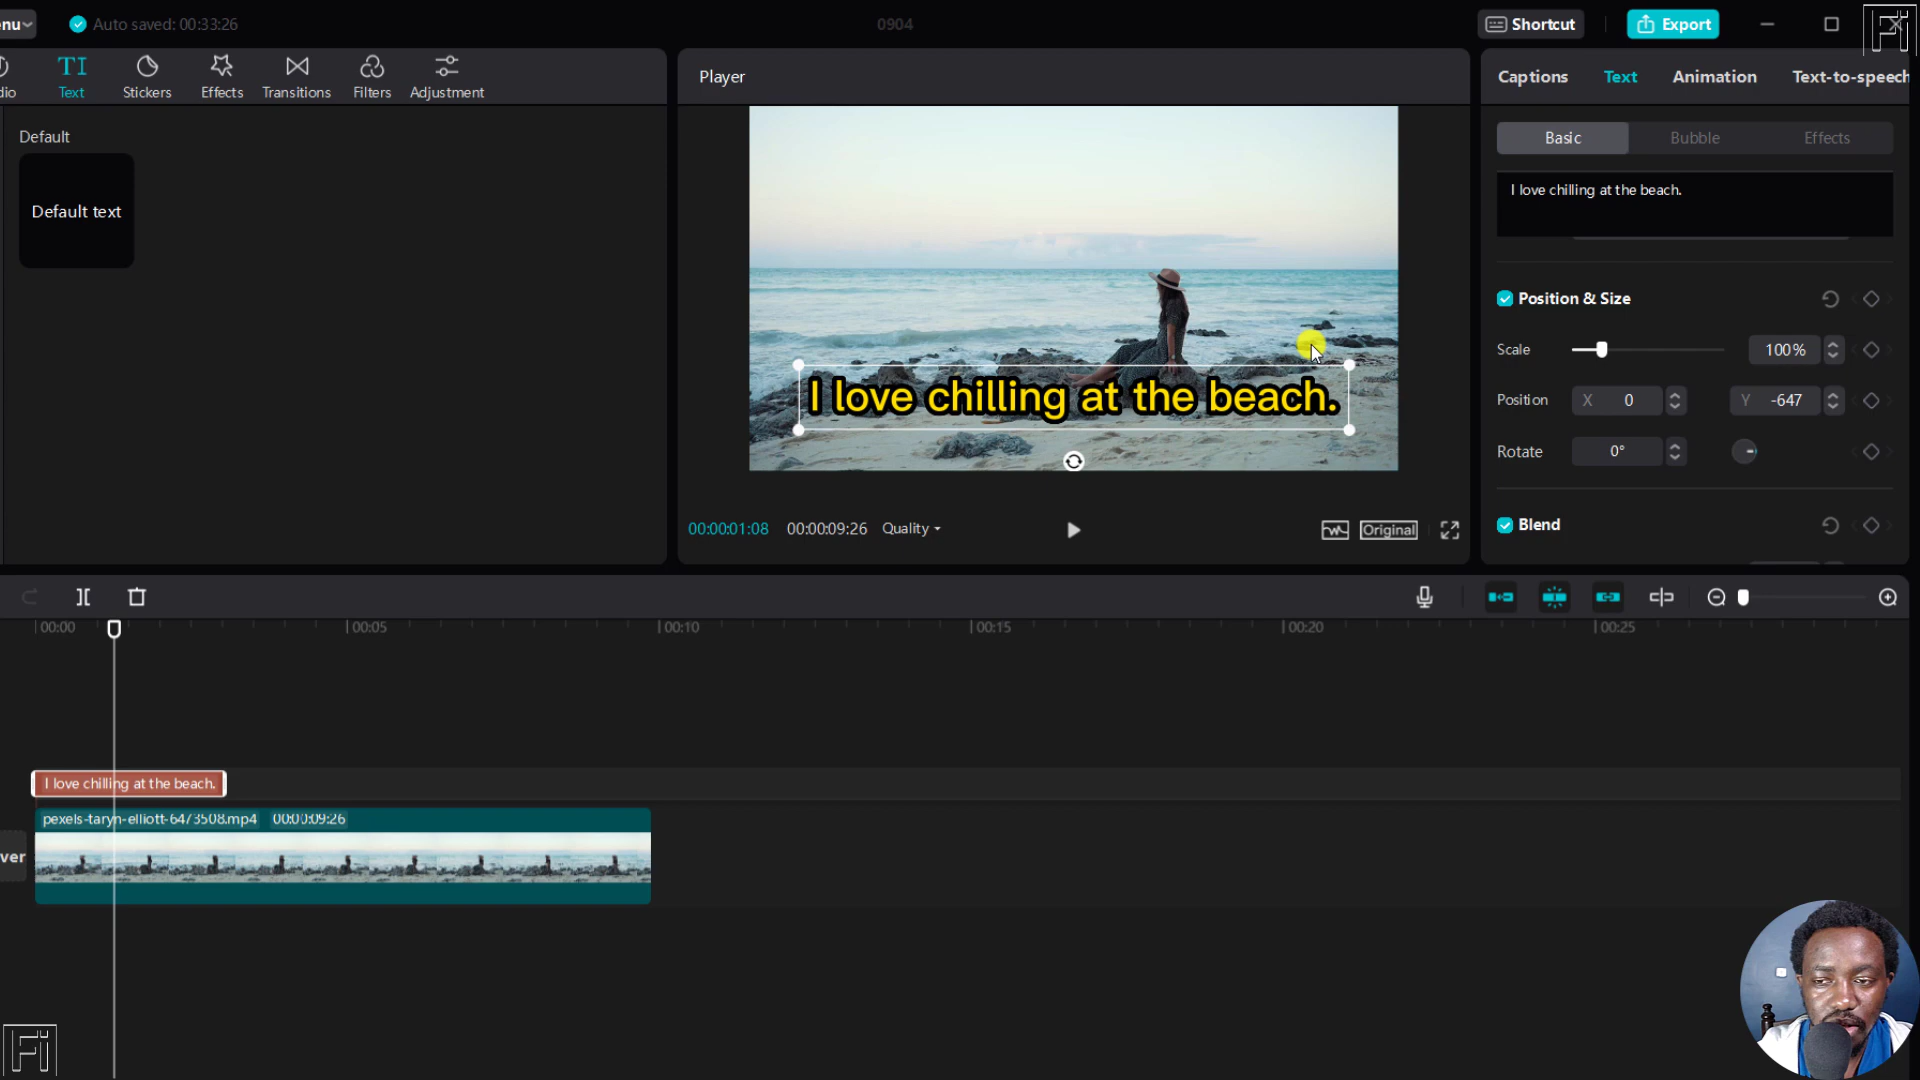 nu
Auto saved: 00:33:26
0904
Shortcut
Export
Fi
dio
Text
Stickers
Effects
Transitions
Filters
Adjustment
Default
Default text
Player
I love chilling at the beach.
00:00:01:08
00:00:09:26
Quality
Original
Captions
Text
Animation
Text-to-speech
Basic
Bubble
Effects
I love chilling at the beach.
Position & Size
Scale
100%
Position
X 0
Y -647
Rotate
0°
Blend
00:00
00:05
00:10
00:15
00:20
00:25
I love chilling at the beach.
pexels-taryn-elliott-6473508.mp4 00:00:09:26
ver
Fi